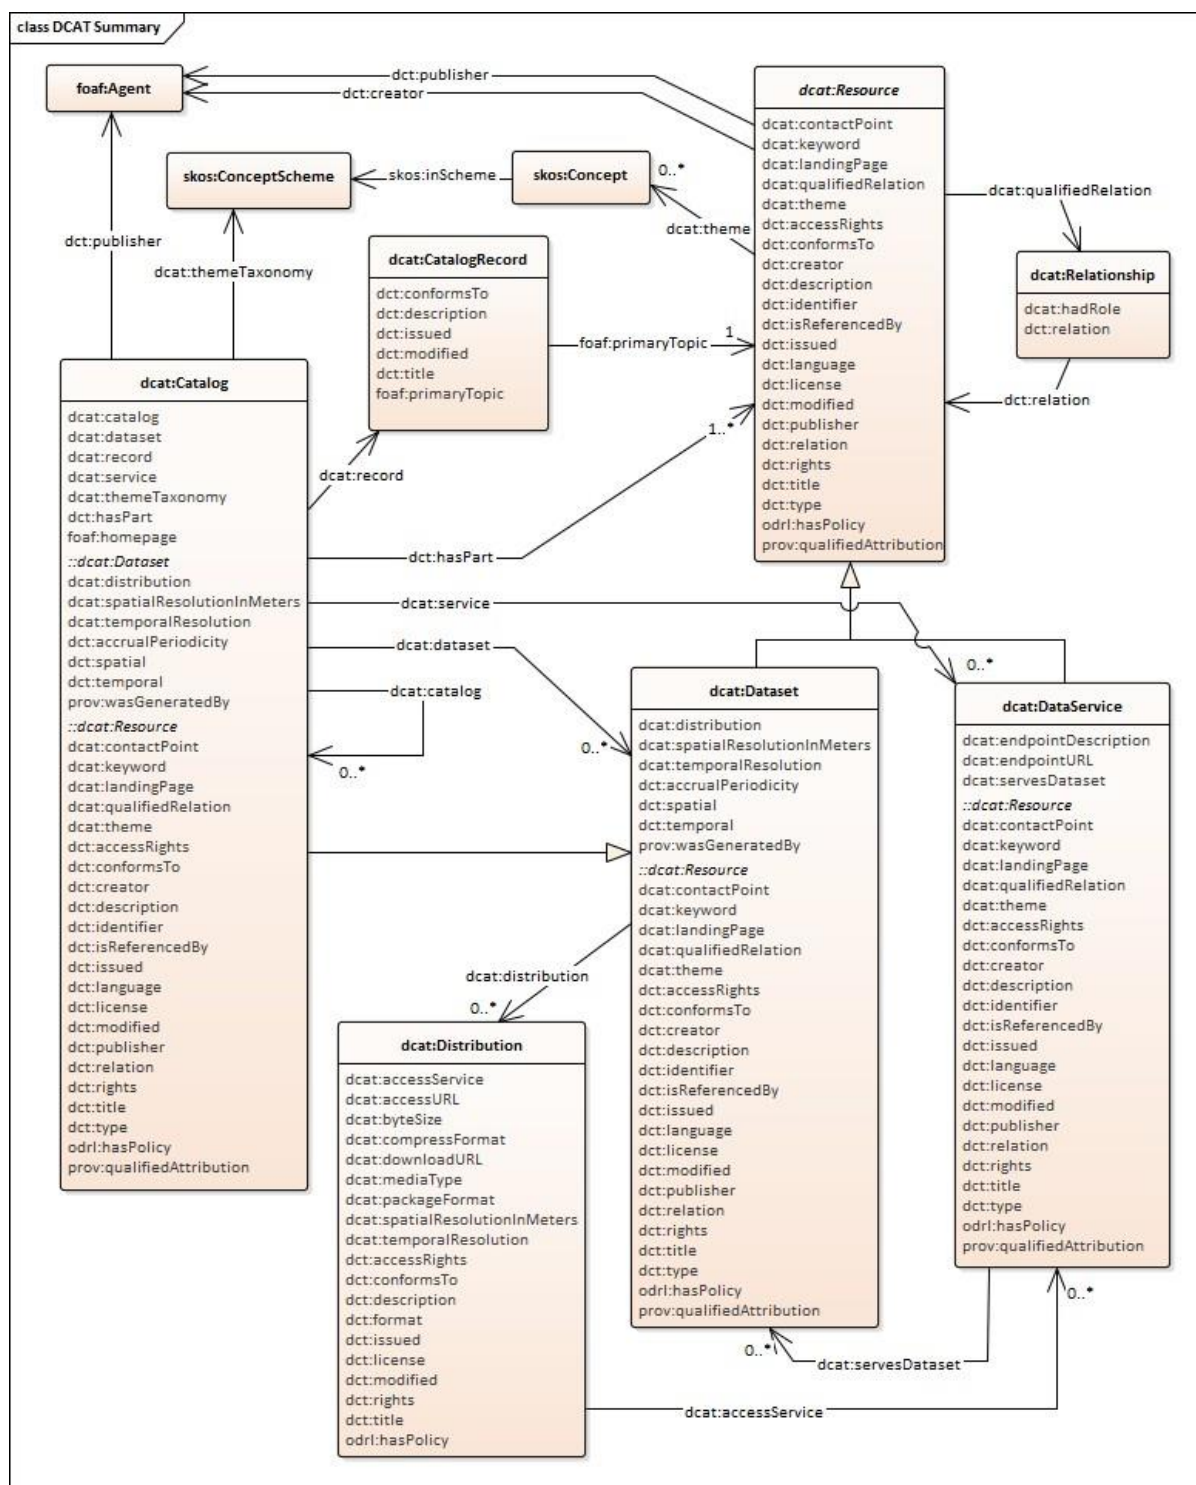 class DCAT Summary
foaf:Agent
dct:publisher
dct:creator
skos:ConceptScheme
skos:inScheme
skos:Concept
0..*
dcat:theme
dct:publisher
dcat:themeTaxonomy
dcat:Resource
dcat:contactPoint
dcat:keyword
dcat:landingPage
dcat:qualifiedRelation
dcat:theme
dct:accessRights
dct:conformsTo
dct:creator
dct:description
dct:identifier
dct:isReferencedBy
dct:issued
dct:language
dct:license
dct:modified
dct:publisher
dct:relation
dct:rights
dct:title
dct:type
odrl:hasPolicy
prov:qualifiedAttribution
dcat:qualifiedRelation
dcat:Relationship
dcat:hadRole
dct:relation
dct:relation
dcat:CatalogRecord
dct:conformsTo
dct:description
dct:issued
dct:modified
dct:title
foaf:primaryTopic
foaf:primaryTopic
1
1..*
dcat:record
dct:hasPart
dcat:service
0..*
dcat:dataset
0..*
dcat:catalog
0..*
dcat:Catalog
dcat:catalog
dcat:dataset
dcat:record
dcat:service
dcat:themeTaxonomy
dct:hasPart
foaf:homepage
::dcat:Dataset
dcat:distribution
dcat:spatialResolutionInMeters
dcat:temporalResolution
dct:accrualPeriodicity
dct:spatial
dct:temporal
prov:wasGeneratedBy
::dcat:Resource
dcat:contactPoint
dcat:keyword
dcat:landingPage
dcat:qualifiedRelation
dcat:theme
dct:accessRights
dct:conformsTo
dct:creator
dct:description
dct:identifier
dct:isReferencedBy
dct:issued
dct:language
dct:license
dct:modified
dct:publisher
dct:relation
dct:rights
dct:title
dct:type
odrl:hasPolicy
prov:qualifiedAttribution
dcat:Dataset
dcat:distribution
dcat:spatialResolutionInMeters
dcat:temporalResolution
dct:accrualPeriodicity
dct:spatial
dct:temporal
prov:wasGeneratedBy
::dcat:Resource
dcat:contactPoint
dcat:keyword
dcat:landingPage
dcat:qualifiedRelation
dcat:theme
dct:accessRights
dct:conformsTo
dct:creator
dct:description
dct:identifier
dct:isReferencedBy
dct:issued
dct:language
dct:license
dct:modified
dct:publisher
dct:relation
dct:rights
dct:title
dct:type
odrl:hasPolicy
prov:qualifiedAttribution
dcat:DataService
dcat:endpointDescription
dcat:endpointURL
dcat:servesDataset
::dcat:Resource
dcat:contactPoint
dcat:keyword
dcat:landingPage
dcat:qualifiedRelation
dcat:theme
dct:accessRights
dct:conformsTo
dct:creator
dct:description
dct:identifier
dct:isReferencedBy
dct:issued
dct:language
dct:license
dct:modified
dct:publisher
dct:relation
dct:rights
dct:title
dct:type
odrl:hasPolicy
prov:qualifiedAttribution
dcat:distribution
0..*
dcat:Distribution
dcat:accessService
dcat:accessURL
dcat:byteSize
dcat:compressFormat
dcat:downloadURL
dcat:mediaType
dcat:packageFormat
dcat:spatialResolutionInMeters
dcat:temporalResolution
dct:accessRights
dct:conformsTo
dct:description
dct:format
dct:issued
dct:license
dct:modified
dct:rights
dct:title
odrl:hasPolicy
0..*
dcat:servesDataset
0..*
dcat:accessService